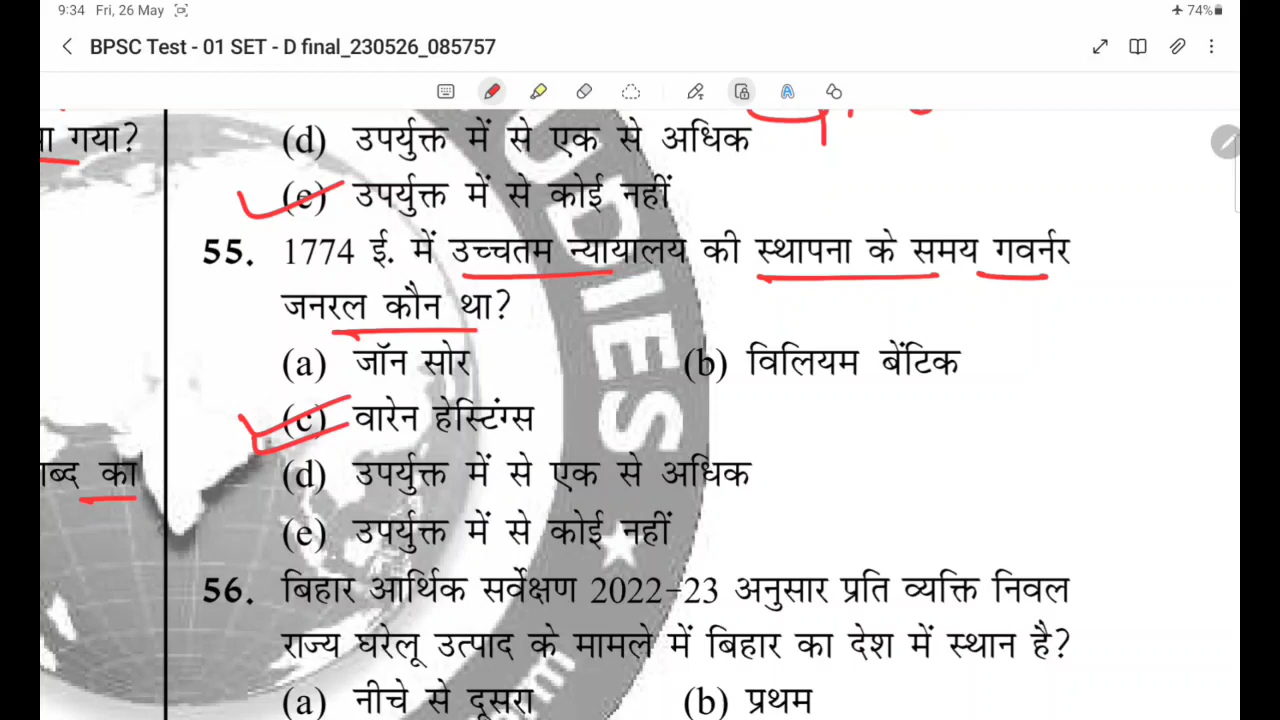 9:34 Fri, 26 May
74%
BPSC Test - 01 SET - D final_230526_085757
गया?
(d) उपर्युक्त में से एक से अधिक
(e) उपर्युक्त में से कोई नहीं
55. 1774 ई. में उच्चतम न्यायालय की स्थापना के समय गवर्नर
जनरल कौन था?
(a) जॉन सोर (b) विलियम बेंटिक
(c) वारेन हेस्टिंग्स
का
(d) उपर्युक्त में से एक से अधिक
(e) उपर्युक्त में से कोई नहीं
56. बिहार आर्थिक सर्वेक्षण 2022-23 अनुसार प्रति व्यक्ति निवल
राज्य घरेलू उत्पाद के मामले में बिहार का देश में स्थान है?
(a) नीचे से दूसरा (b) प्रथम
UDIES